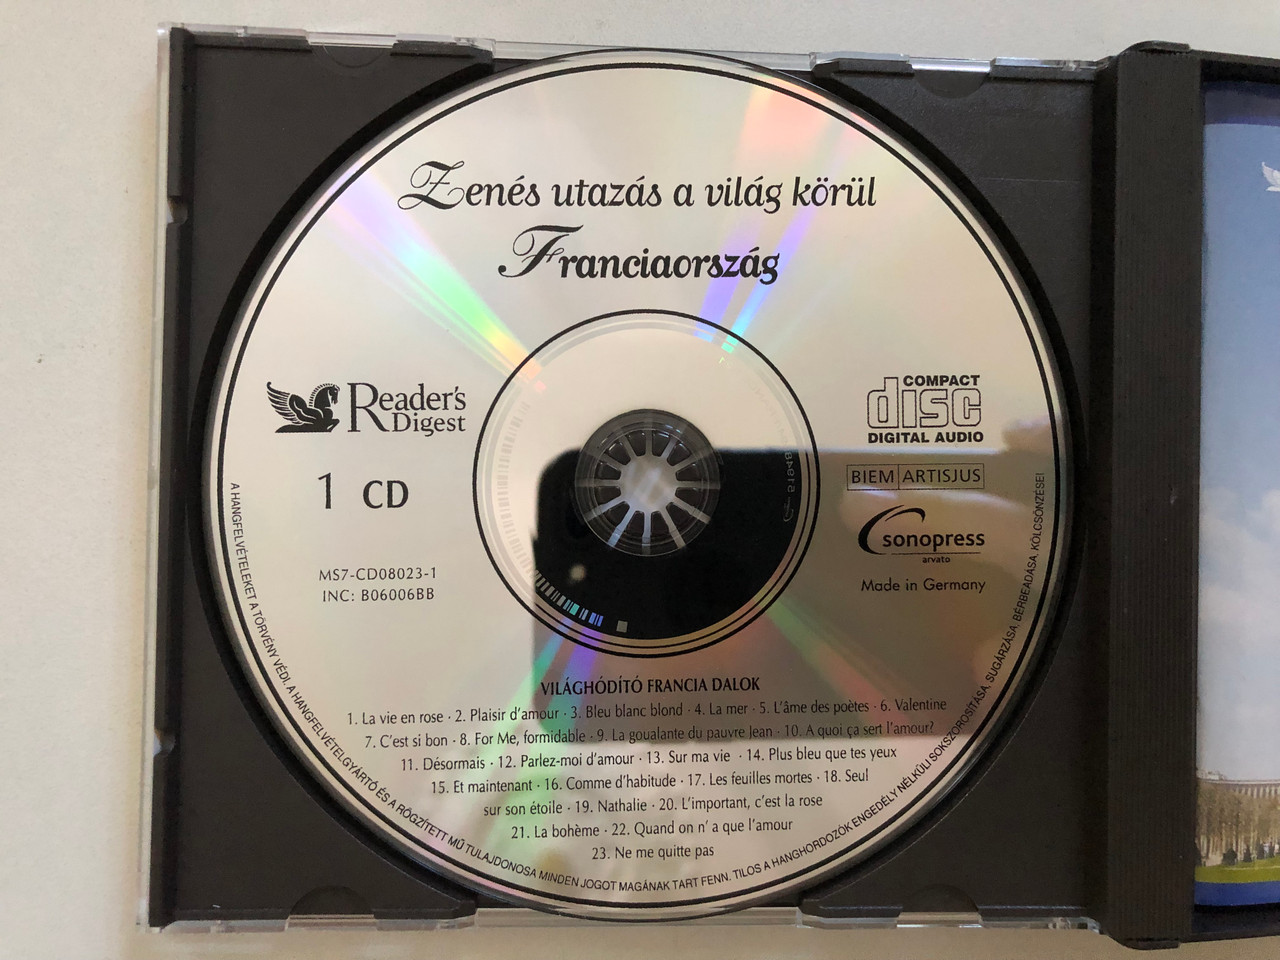 Zenés utazás a világ körül
Franciaország
Reader's
Digest
COMPACT
disc
DIGITAL AUDIO
1 CD
BIEM ARTISJUS
sonopress
arvato
MS7-CD08023-1
INC: B06006BB
Made in Germany
VILÁGHÓDÍTÓ FRANCIA DALOK
1. La vie en rose · 2. Plaisir d'amour · 3. Bleu blanc blond · 4. La mer · 5. L'âme des poètes · 6. Valentine
7. C'est si bon · 8. For Me, formidable · 9. La goualante du pauvre Jean · 10. A quoi ça sert l'amour?
11. Désormais · 12. Parlez-moi d'amour · 13. Sur ma vie · 14. Plus bleu que tes yeux
15. Et maintenant · 16. Comme d'habitude · 17. Les feuilles mortes · 18. Seul
sur son étoile · 19. Nathalie · 20. L'important, c'est la rose
21. La bohème · 22. Quand on n' a que l'amour
23. Ne me quitte pas
A HANGFELVÉTELEKET A TÖRVÉNY VÉDI. A HANGFELVÉTELGYÁRTÓ ÉS A RÖGZÍTETT MŰ TULAJDONOSA MINDEN JOGOT MAGÁNAK TART FENN. TILOS A HANGHORDOZÓK ENGEDÉLY NÉLKÜLI SOKSZOROSÍTÁSA, SUGÁRZÁSA, BÉRBEADÁSA, KÖLCSÖNZÉSE!